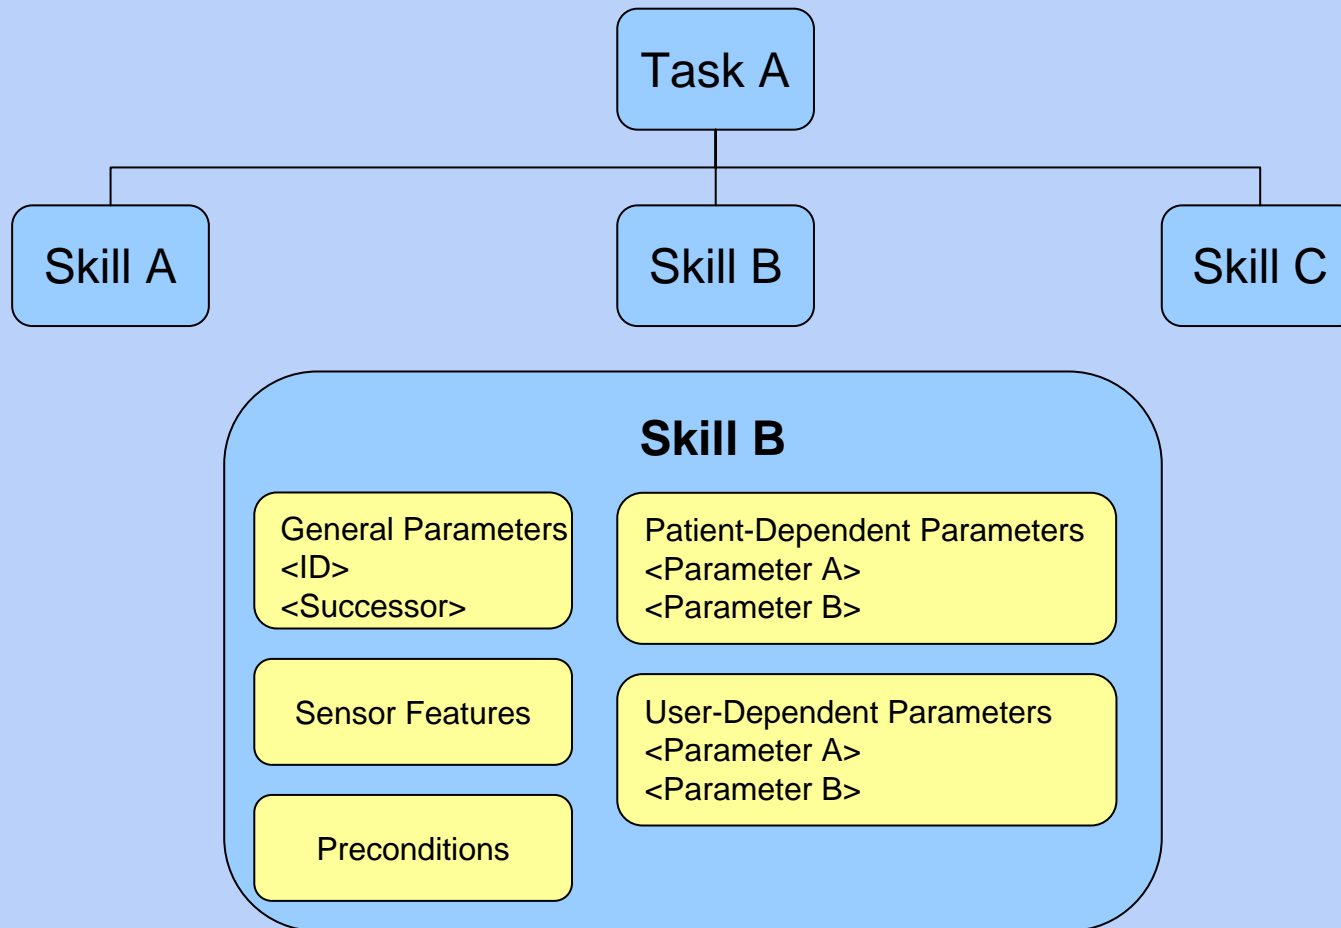 Task A
Skill A
Skill B
Skill C
Skill B
General Parameters
<ID>
<Successor>
Sensor Features
Preconditions
Patient-Dependent Parameters
<Parameter A>
<Parameter B>
User-Dependent Parameters
<Parameter A>
<Parameter B>